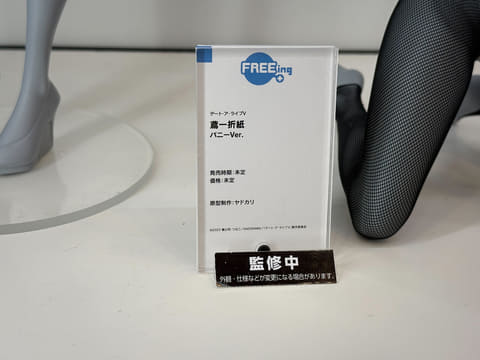 FREEing
デート・ア・ライブV
鳶一折紙
バニーVer.
発売時期：未定
価格：未定
原型制作：ヤドカリ
監修中
外観・仕様などが変更になる場合があります。